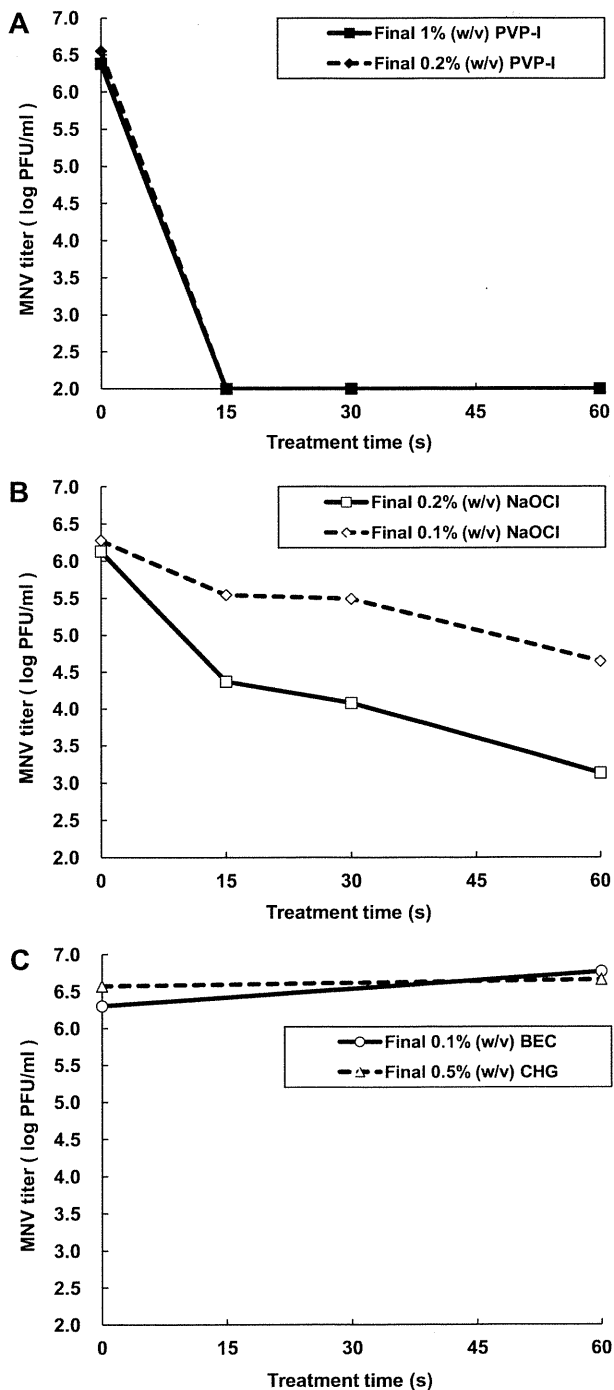 A
Final 1% (w/v) PVP-I
Final 0.2% (w/v) PVP-I
MNV titer ( log PFU/ml )
7.0
6.5
6.0
5.5
5.0
4.5
4.0
3.5
3.0
2.5
2.0
0 15 30 45 60
Treatment time (s)
B
Final 0.2% (w/v) NaOCl
Final 0.1% (w/v) NaOCl
MNV titer ( log PFU/ml )
7.0
6.5
6.0
5.5
5.0
4.5
4.0
3.5
3.0
2.5
2.0
0 15 30 45 60
Treatment time (s)
C
Final 0.1% (w/v) BEC
Final 0.5% (w/v) CHG
MNV titer ( log PFU/ml )
7.0
6.5
6.0
5.5
5.0
4.5
4.0
3.5
3.0
2.5
2.0
0 15 30 45 60
Treatment time (s)